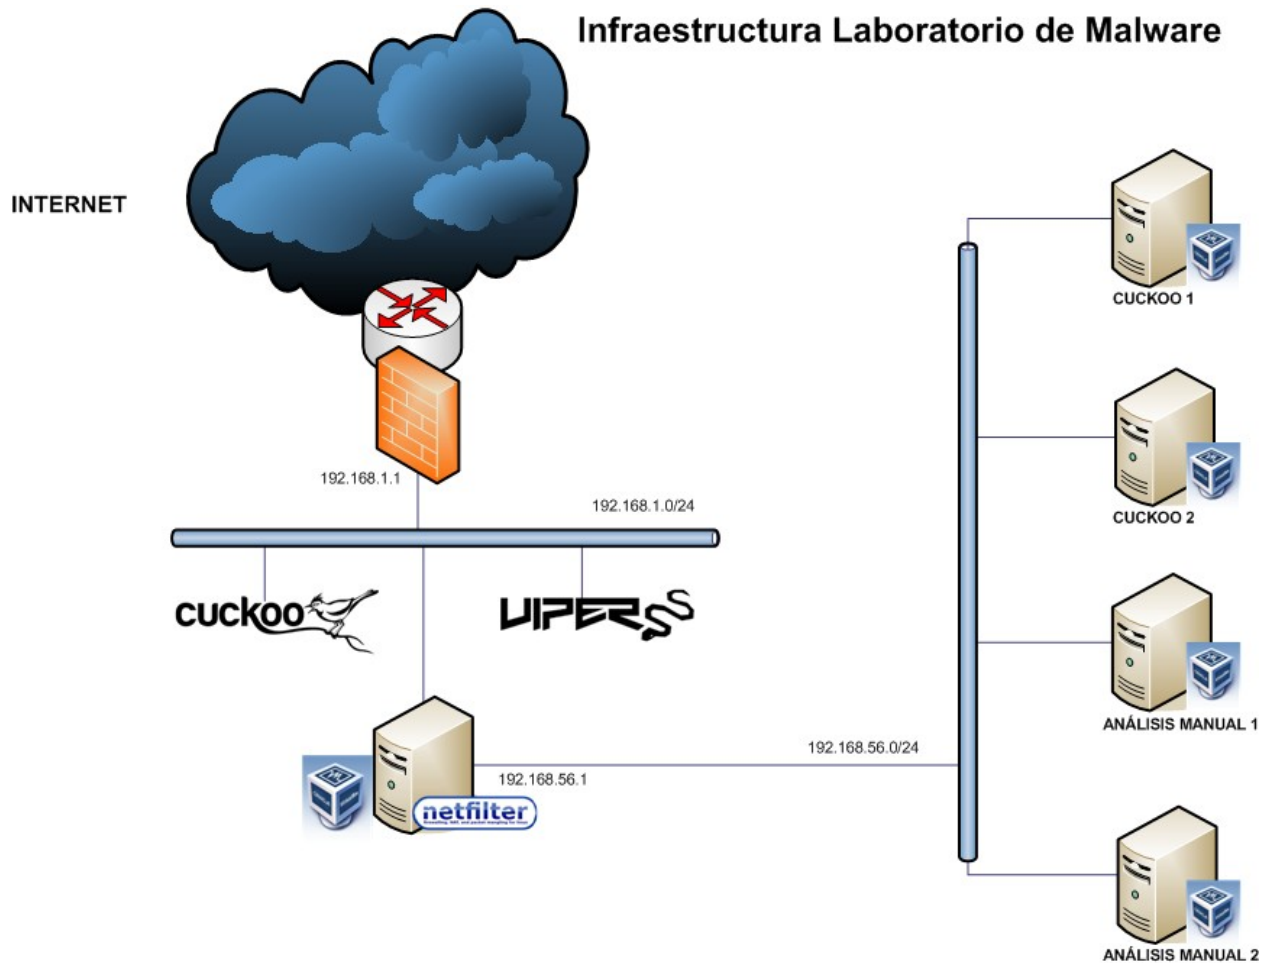 Infraestructura Laboratorio de Malware
INTERNET
CUCKOO 1
CUCKOO 2
192.168.1.1
192.168.1.0/24
cuckoo
VIPER
ANÁLISIS MANUAL 1
192.168.56.0/24
192.168.56.1
netfilter
ANÁLISIS MANUAL 2